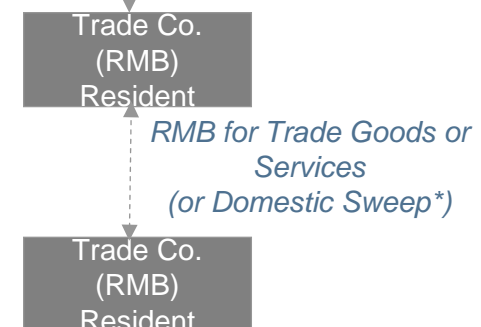 Trade Co.
(RMB)
Resident
RMB for Trade Goods or
Services
(or Domestic Sweep*)
Trade Co.
(RMB)
Resident